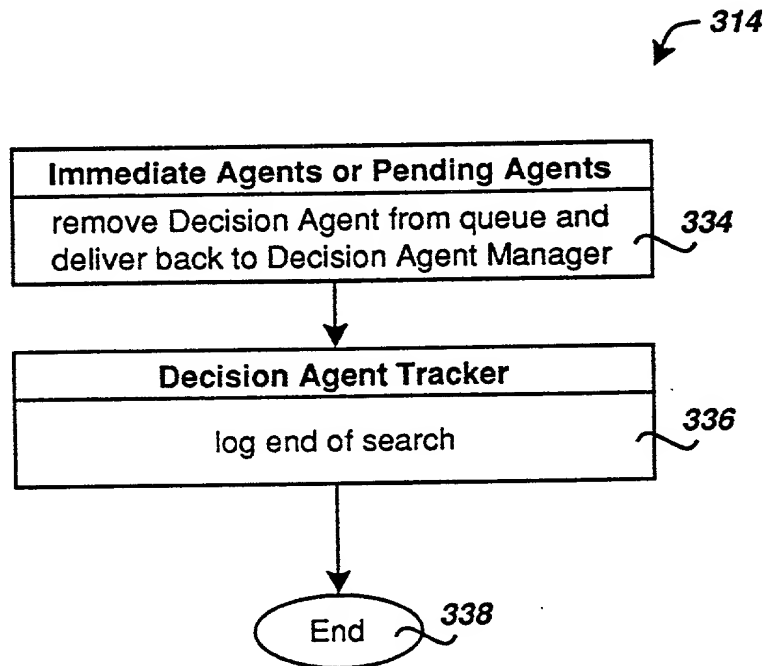 314
Immediate Agents or Pending Agents
remove Decision Agent from queue and
deliver back to Decision Agent Manager
334
Decision Agent Tracker
log end of search
336
End
338